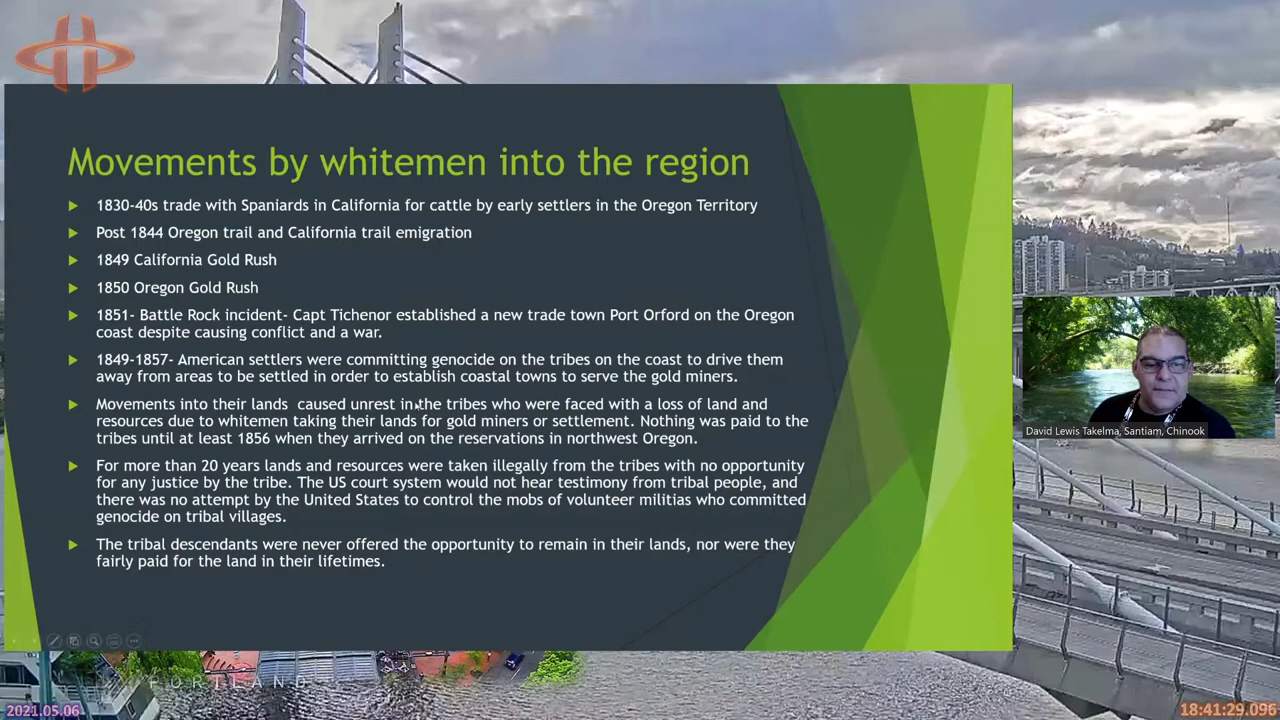 Movements by whitemen into the region
1830-40s trade with Spaniards in California for cattle by early settlers in the Oregon Territory
Post 1844 Oregon trail and California trail emigration
1849 California Gold Rush
1850 Oregon Gold Rush
1851- Battle Rock incident- Capt Tichenor established a new trade town Port Orford on the Oregon
coast despite causing conflict and a war.
1849-1857- American settlers were committing genocide on the tribes on the coast to drive them
away from areas to be settled in order to establish coastal towns to serve the gold miners.
Movements into their lands  caused unrest in the tribes who were faced with a loss of land and
resources due to whitemen taking their lands for gold miners or settlement. Nothing was paid to the
tribes until at least 1856 when they arrived on the reservations in northwest Oregon.
For more than 20 years lands and resources were taken illegally from the tribes with no opportunity
for any justice by the tribe. The US court system would not hear testimony from tribal people, and
there was no attempt by the United States to control the mobs of volunteer militias who committed
genocide on tribal villages.
The tribal descendants were never offered the opportunity to remain in their lands, nor were they
fairly paid for the land in their lifetimes.
David Lewis Takelma, Santiam, Chinook
PORTLAND
2021.05.06
18:41:29.096